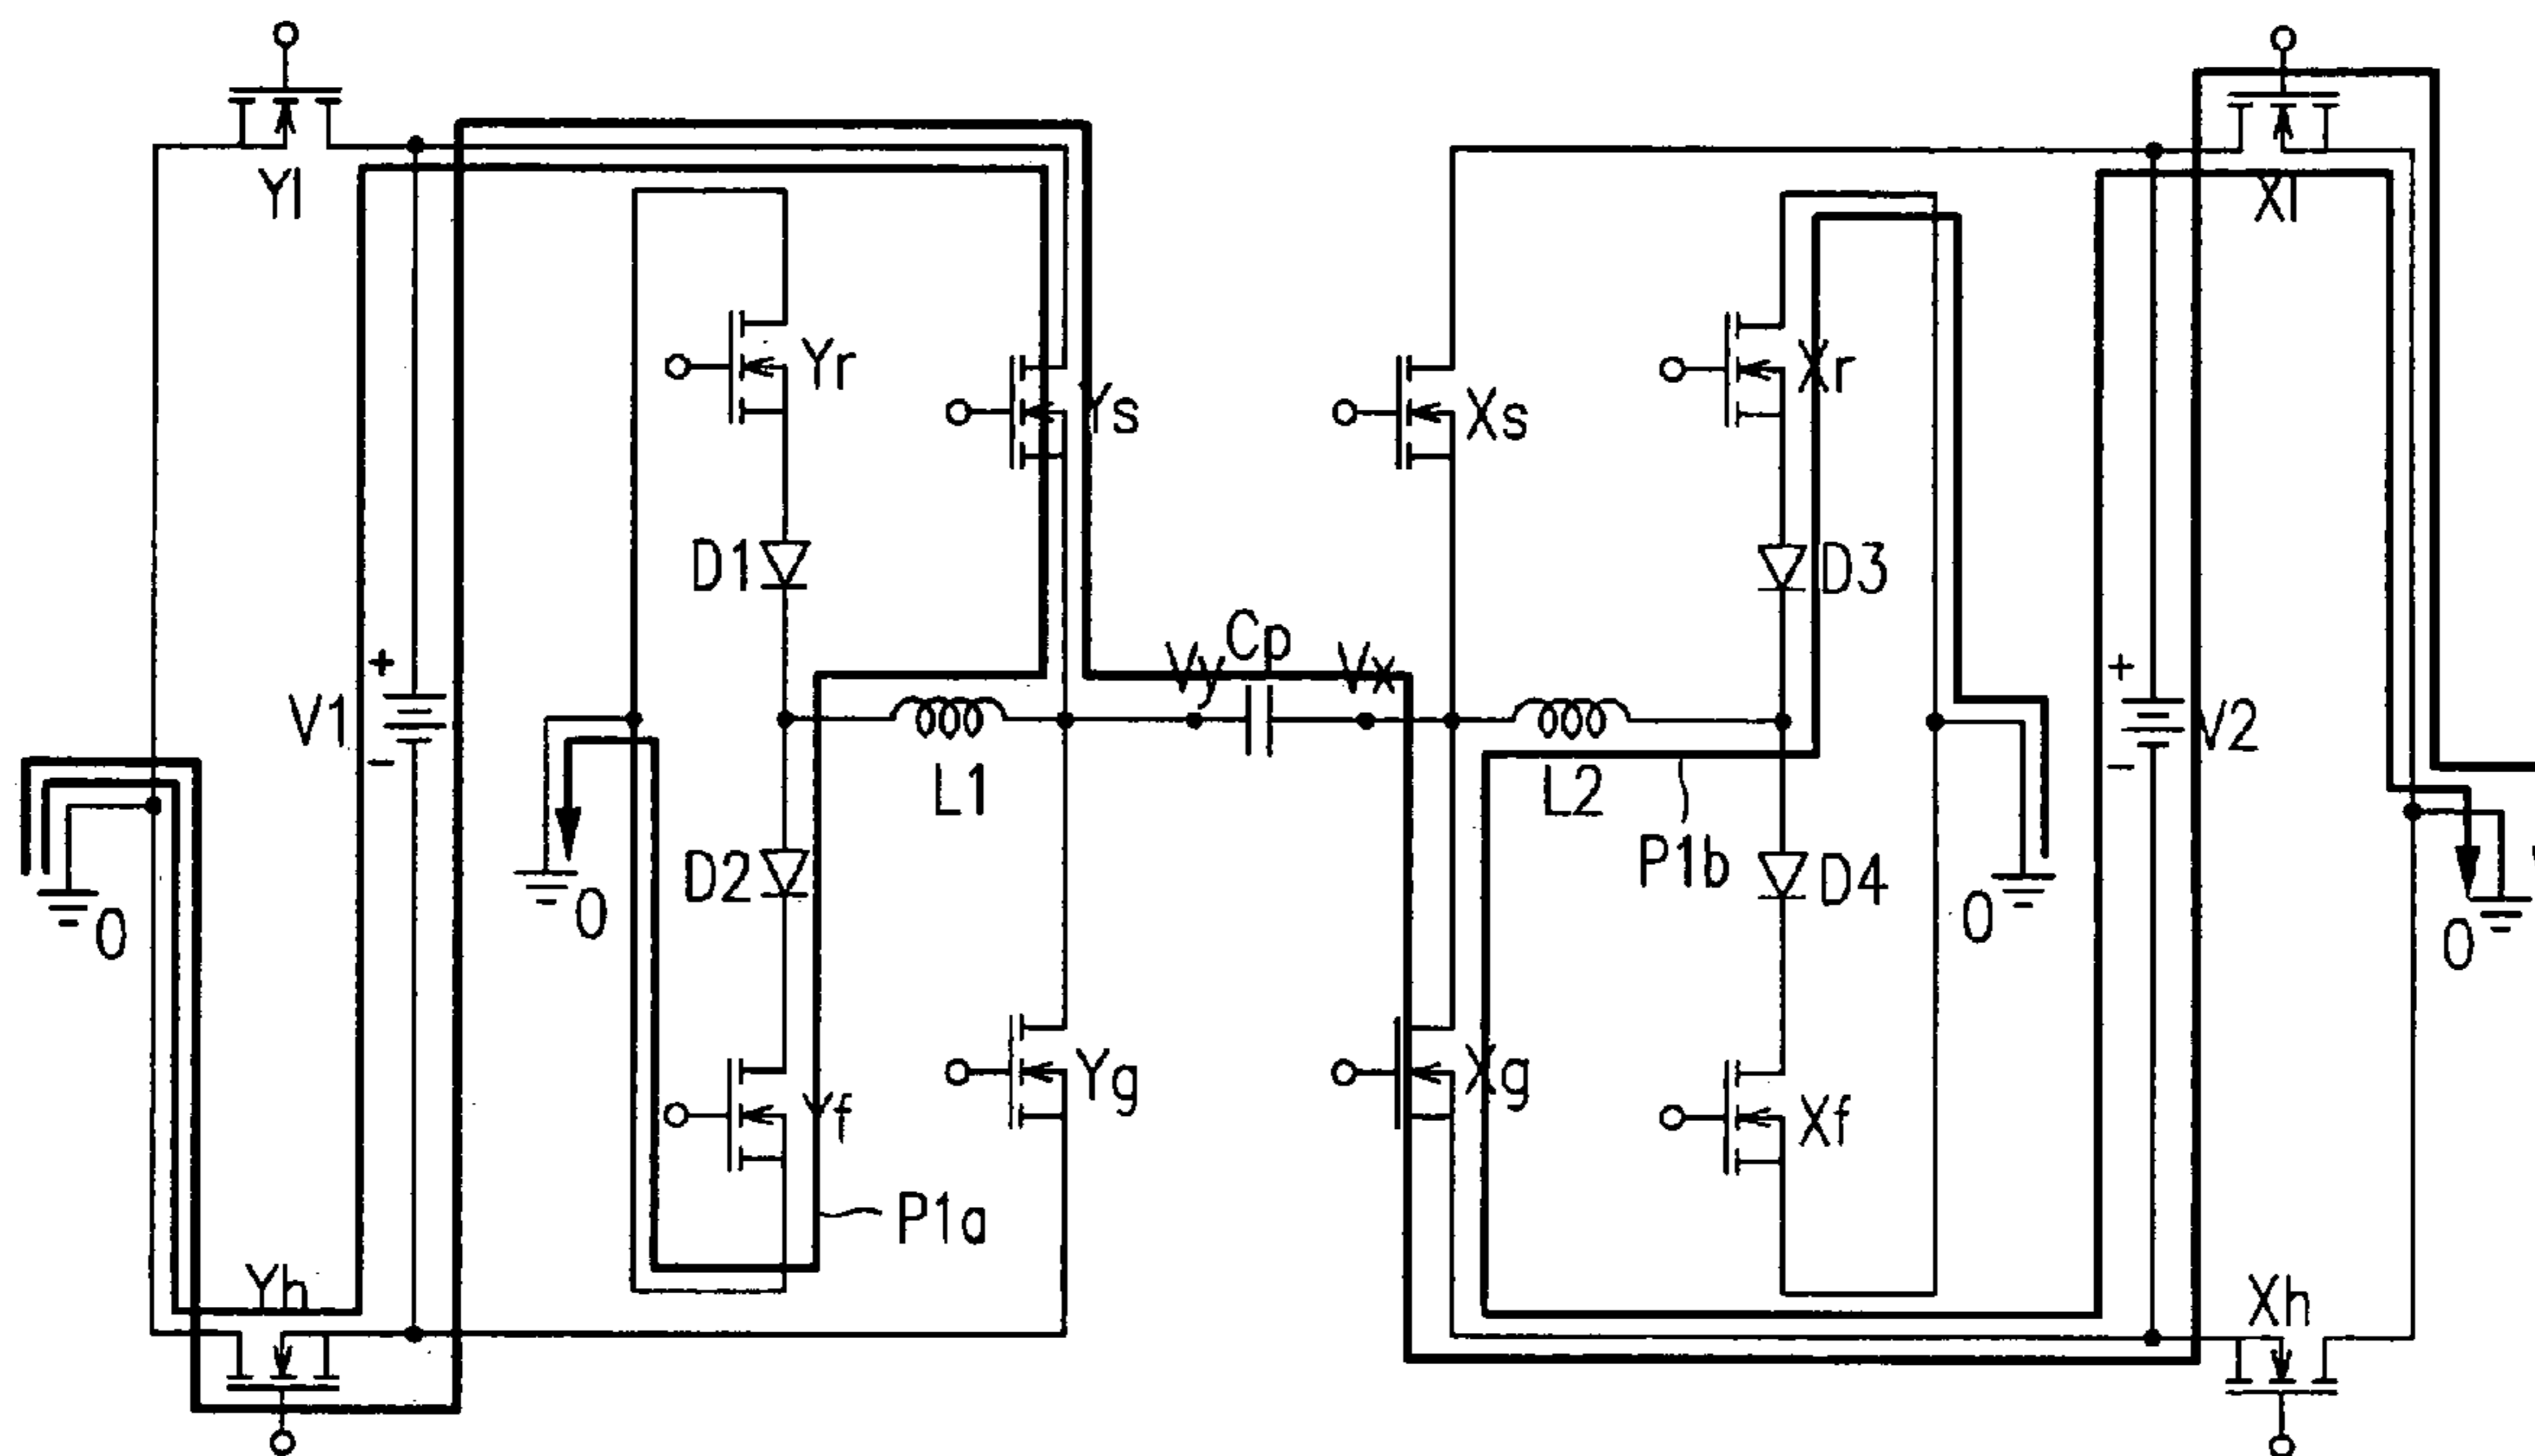 Yl
Xl
Yr
Ys
Xs
Xr
D1
D3
Cp
Vy
Vx
+
V1
-
+
V2
-
L1
L2
P1b
D2
D4
0
0
0
0
Yg
Xg
Yf
Xf
P1a
Yh
Xh